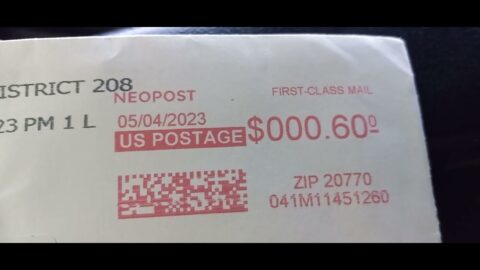 ISTRICT 208
NEOPOST
FIRST-CLASS MAIL
23 PM 1 L
05/04/2023
US POSTAGE
$000.60⁰
ZIP 20770
041M11451260